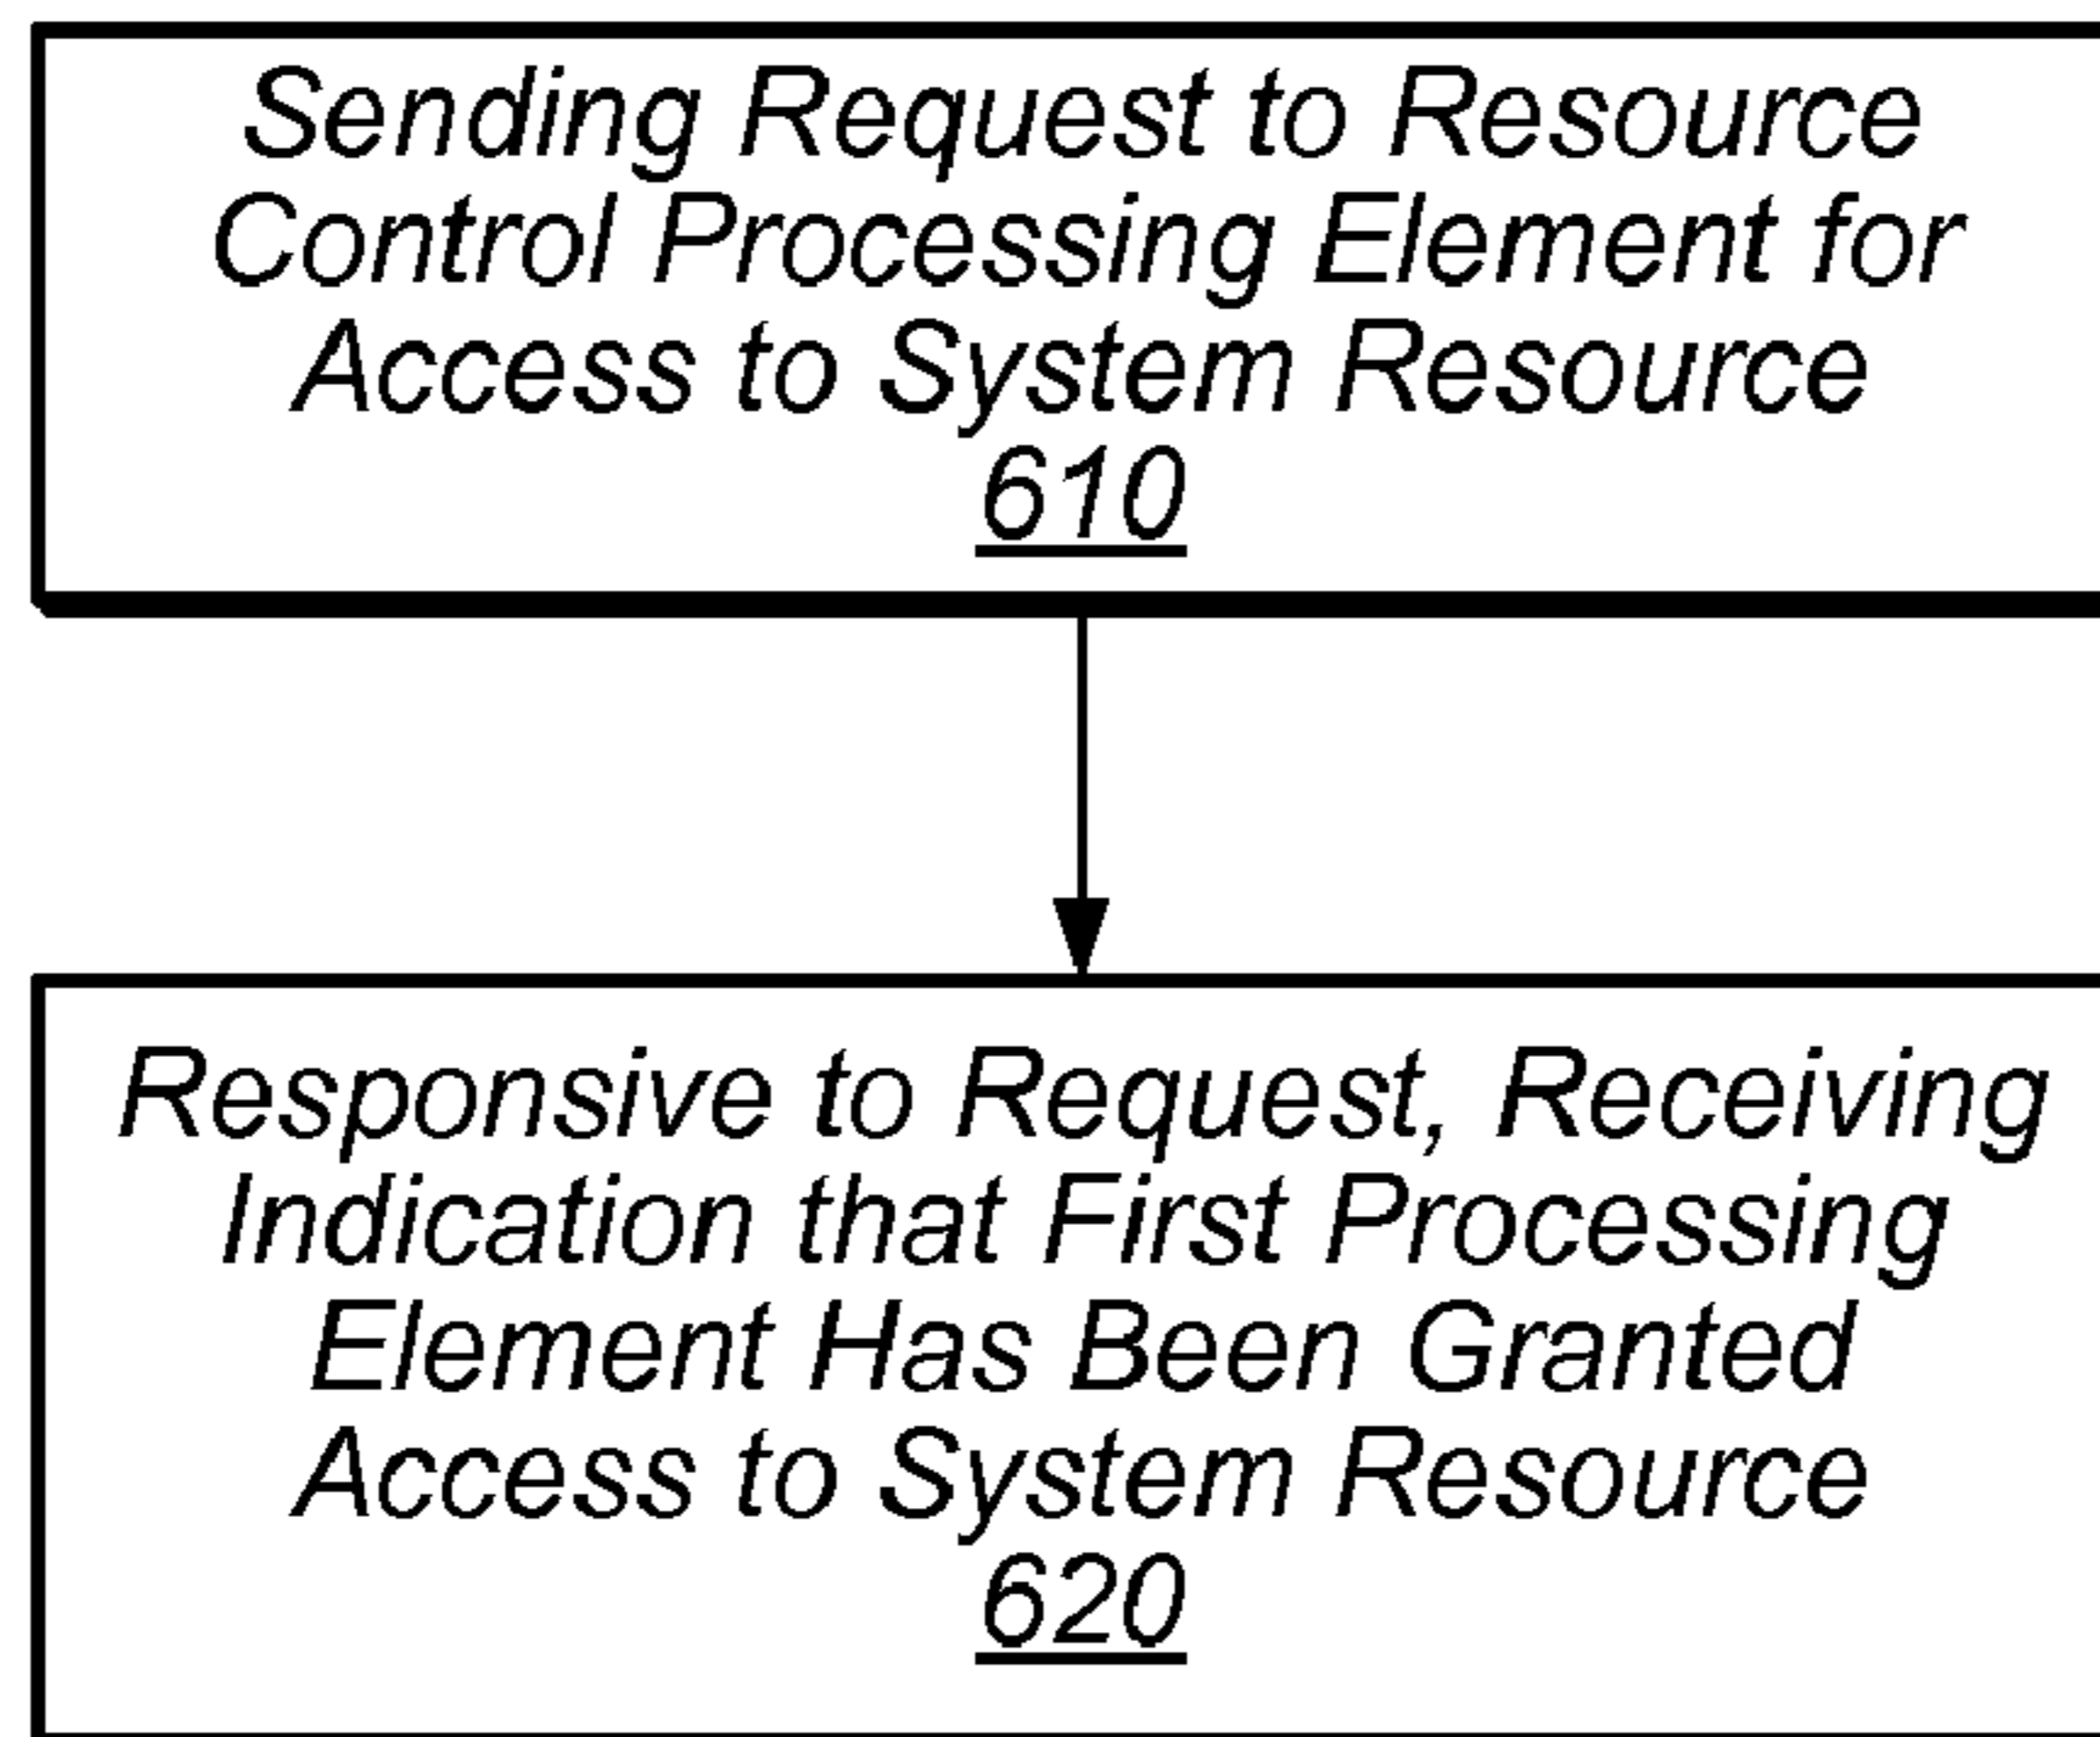 Sending Request to Resource
Control Processing Element for
Access to System Resource
610
Responsive to Request, Receiving
Indication that First Processing
Element Has Been Granted
Access to System Resource
620